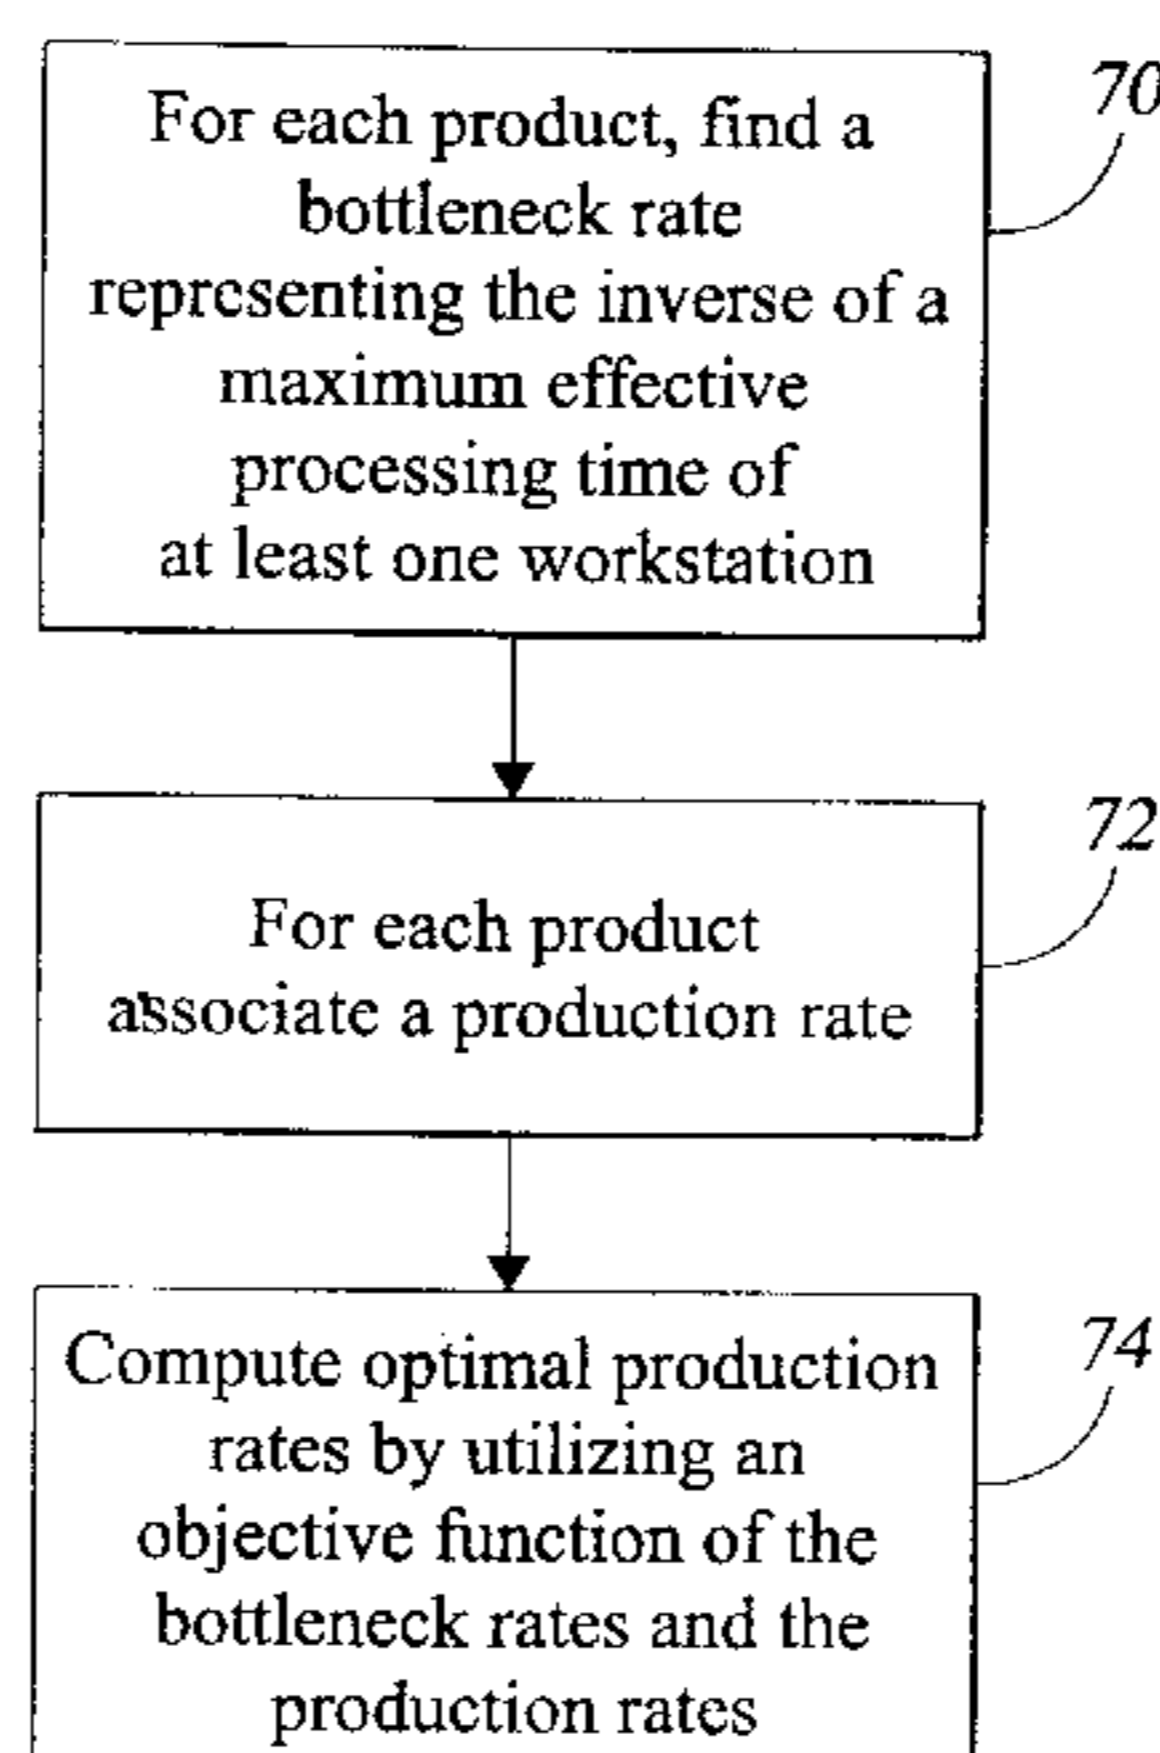 For each product, find a
bottleneck rate
representing the inverse of a
maximum effective
processing time of
at least one workstation
70
For each product
associate a production rate
72
Compute optimal production
rates by utilizing an
objective function of the
bottleneck rates and the
production rates
74